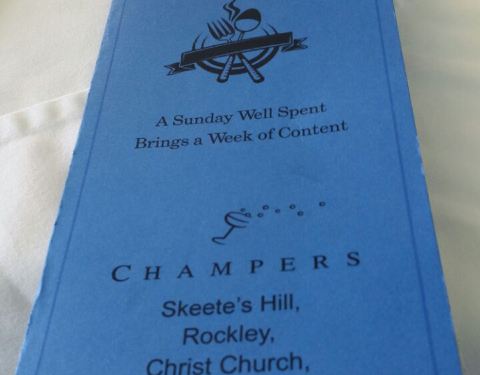 A Sunday Well Spent
Brings a Week of Content
CHAMPERS
Skeete's Hill,
Rockley,
Christ Church,